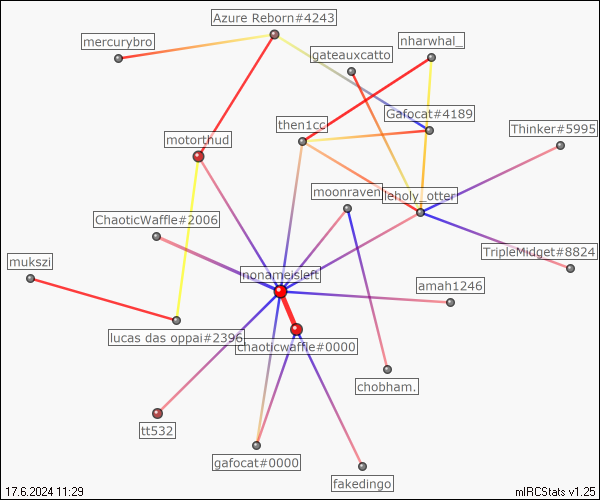 Azure Reborn#4243
mercurybro
nharwhal_
gateauxcatto
Gafocat#4189
then1cc
Thinker#5995
motorthud
moonraven
leholy_otter
ChaoticWaffle#2006
TripleMidget#8824
mukszi
nonameisleft
amah1246
lucas das oppai#2396
chaoticwaffle#0000
chobham.
tt532
gafocat#0000
fakedingo
17.6.2024 11:29
mIRCStats v1.25